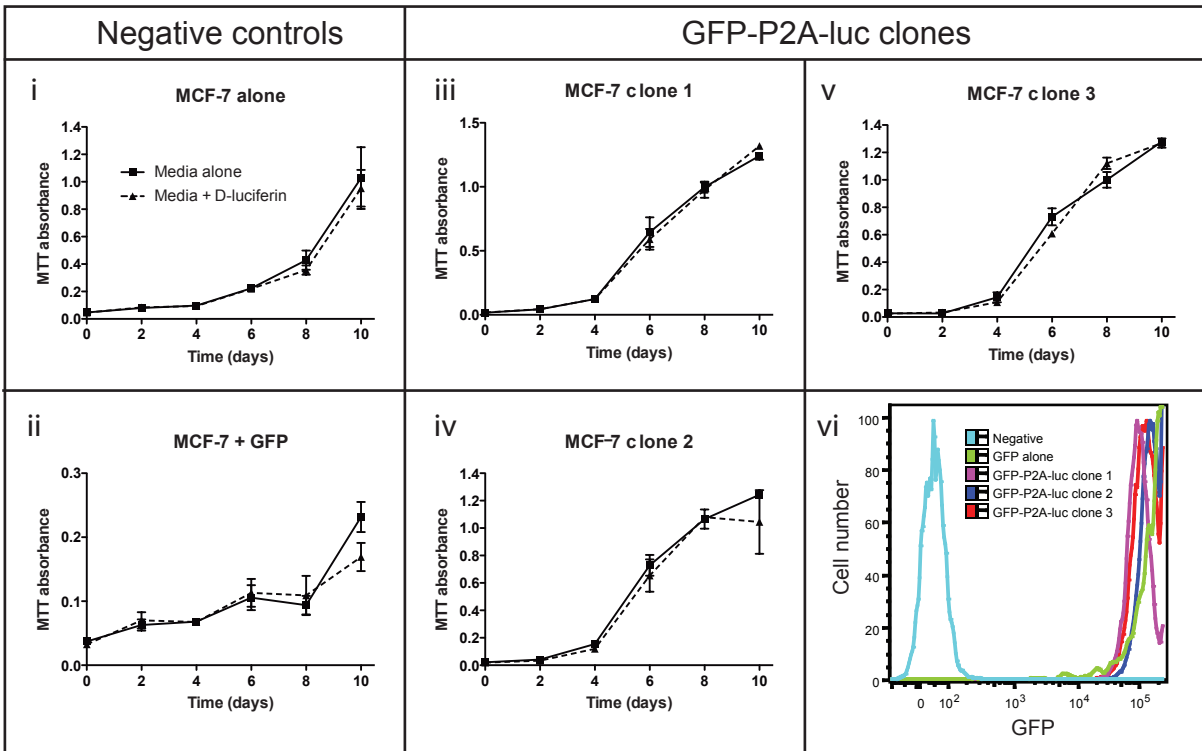 Negative controls
GFP-P2A-luc clones
i
MCF-7 alone
1.4
1.2
1.0
0.8
0.6
0.4
0.2
0.0
MTT absorbance
Media alone
Media + D-luciferin
0 2 4 6 8 10
Time (days)
iii
MCF-7 clone 1
1.5
1.0
0.5
0.0
MTT absorbance
0 2 4 6 8 10
Time (days)
v
MCF-7 clone 3
1.4
1.2
1.0
0.8
0.6
0.4
0.2
0.0
MTT absorbance
0 2 4 6 8 10
Time (days)
ii
MCF-7 + GFP
0.3
0.2
0.1
0.0
MTT absorbance
0 2 4 6 8 10
Time (days)
iv
MCF-7 clone 2
1.4
1.2
1.0
0.8
0.6
0.4
0.2
0.0
MTT absorbance
0 2 4 6 8 10
Time (days)
vi
100
80
60
40
20
0
Cell number
Negative
GFP alone
GFP-P2A-luc clone 1
GFP-P2A-luc clone 2
GFP-P2A-luc clone 3
0 10² 10³ 10⁴ 10⁵
GFP